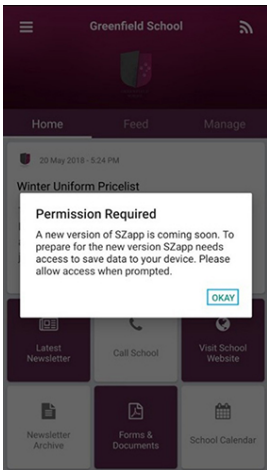 Greenfield School
Home
Feed
Manage
20 May 2018 - 5:24 PM
Winter Uniform Pricelist
Permission Required
A new version of SZapp is coming soon. To
prepare for the new version SZapp needs
access to save data to your device. Please
allow access when prompted.
OKAY
Latest
Newsletter
Call School
Visit School
Website
Newsletter
Archive
Forms &
Documents
School Calendar